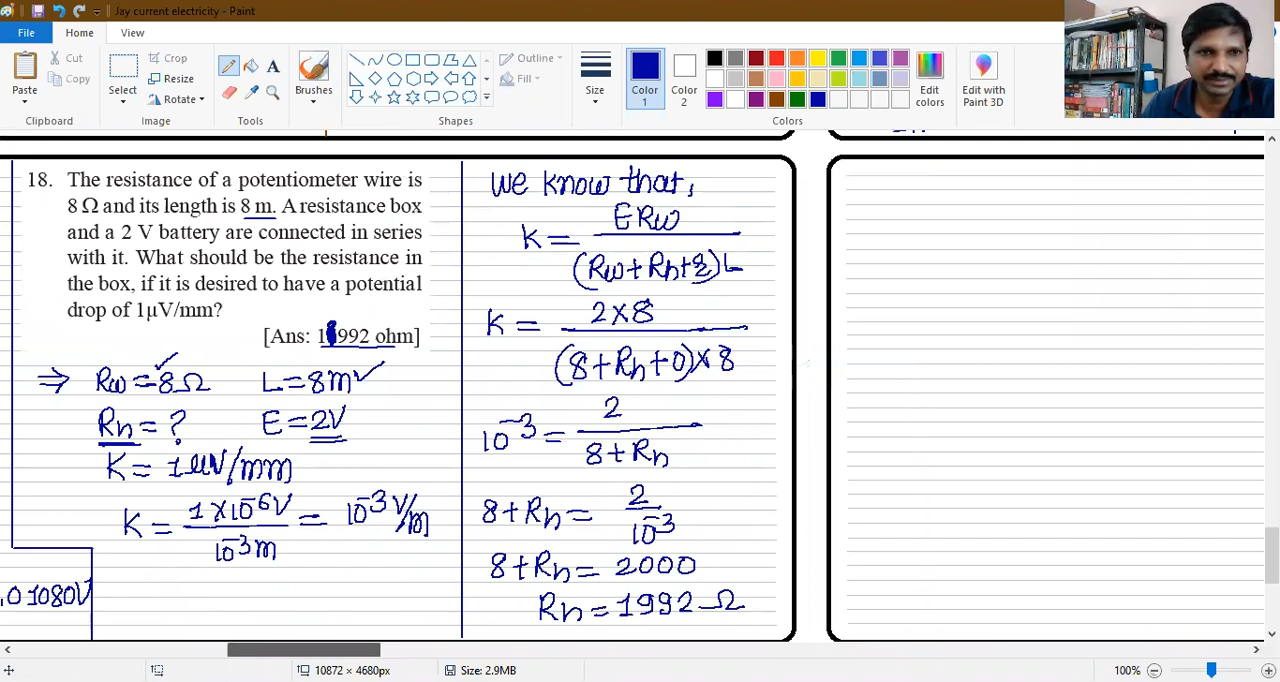 Jay current electricity - Paint
File Home View
Paste
Cut
Copy
Clipboard
Select
Crop
Resize
Rotate
Image
A
Tools
Brushes
Shapes
Outline
Fill
Size
Color 1
Color 2
Edit colors
Colors
Edit with Paint 3D
18. The resistance of a potentiometer wire is
8 Ω and its length is 8 m. A resistance box
and a 2 V battery are connected in series
with it. What should be the resistance in
the box, if it is desired to have a potential
drop of 1μV/mm?
[Ans: 1992 ohm]
⇒ Rw = 8Ω L = 8m
Rh = ? E = 2V
K = 1μV/mm
K = 1×10⁻⁶V / 10⁻³m = 10⁻³ V/m
.01080V
We know that,
K = ERw / (Rw+Rh+r)L
K = 2×8 / (8+Rh+0)×8
10⁻³ = 2 / 8+Rh
8+Rh = 2 / 10⁻³
8+Rh = 2000
Rh = 1992 Ω
10872 × 4680px
Size: 2.9MB
100%